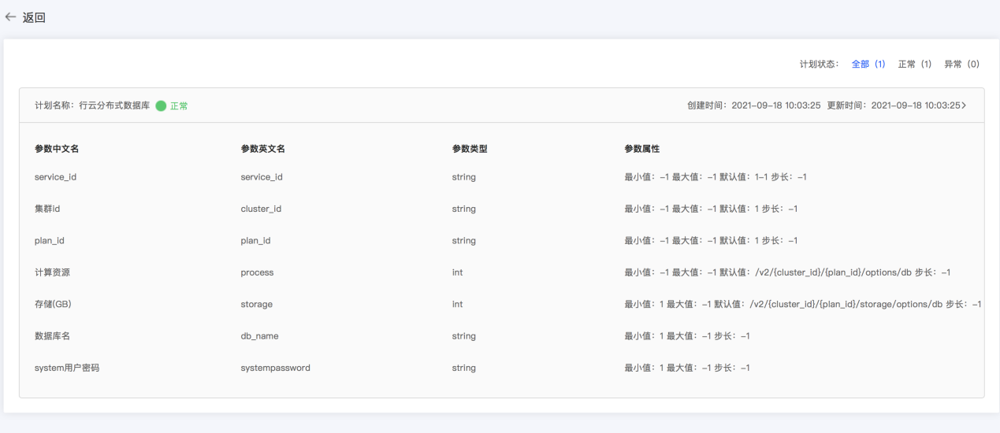 ← 返回
计划状态： 全部（1） 正常（1） 异常（0）
计划名称：行云分布式数据库 正常 创建时间：2021-09-18 10:03:25 更新时间：2021-09-18 10:03:25>
参数中文名 参数英文名 参数类型 参数属性
service_id service_id string 最小值：-1 最大值：-1 默认值：1-1 步长：-1
集群id cluster_id string 最小值：-1 最大值：-1 默认值：1 步长：-1
plan_id plan_id string 最小值：-1 最大值：-1 默认值：1 步长：-1
计算资源 process int 最小值：-1 最大值：-1 默认值：/v2/{cluster_id}/{plan_id}/options/db 步长：-1
存储(GB) storage int 最小值：1 最大值：-1 默认值：/v2/{cluster_id}/{plan_id}/storage/options/db 步长：-1
数据库名 db_name string 最小值：1 最大值：-1 步长：-1
system用户密码 systempassword string 最小值：1 最大值：-1 步长：-1